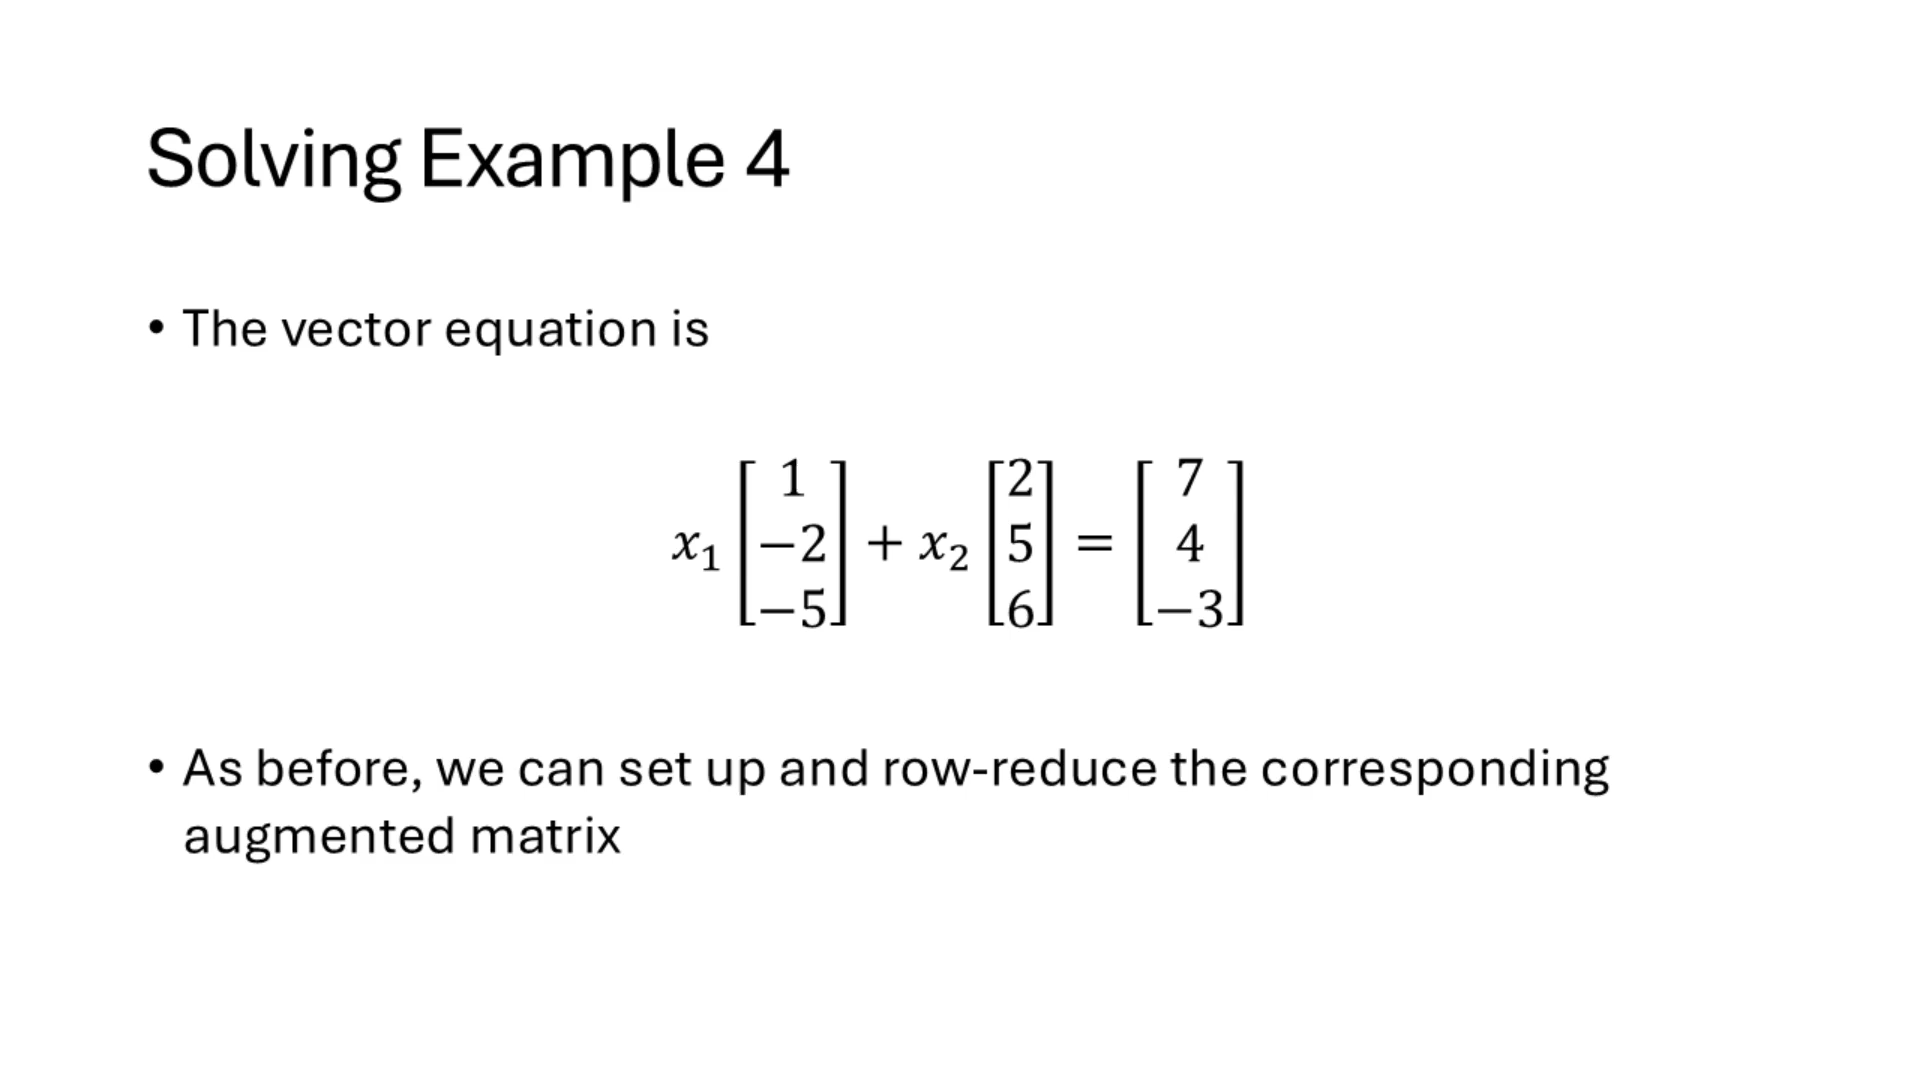 Solving Example 4
• The vector equation is
x₁ [1 −2 −5] + x₂ [2 5 6] = [7 4 −3]
• As before, we can set up and row-reduce the corresponding
augmented matrix